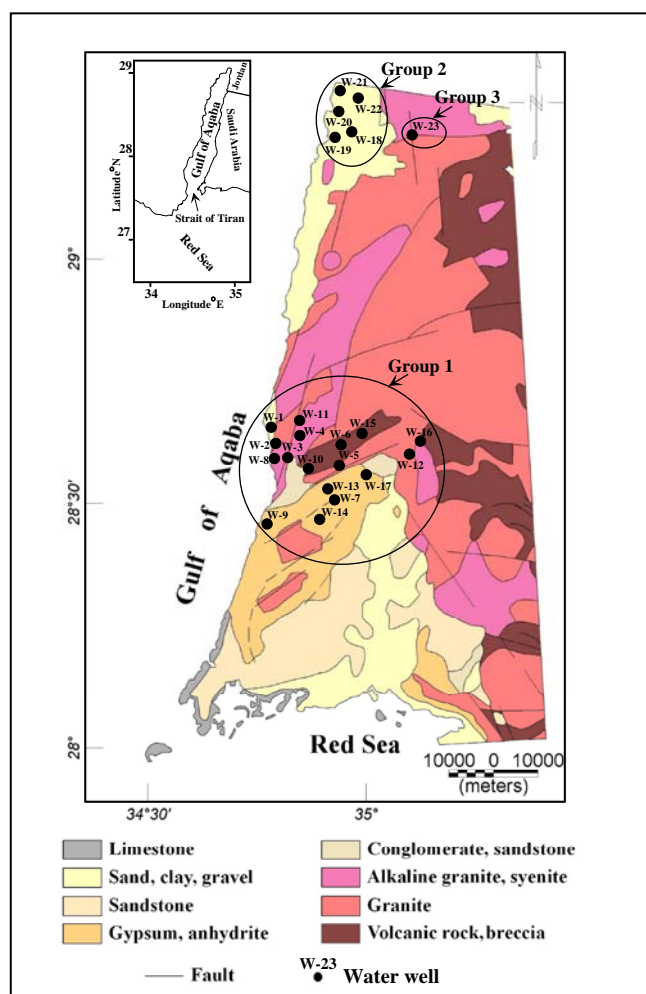 29
28
27
Latitude°N
34
35
Longitude°E
Gulf of Aqaba
Jordan
Saudi Arabia
Strait of Tiran
Red Sea
N
Group 2
W-21
W-22
W-20
W-18
W-19
Group 3
W-23
29°
Group 1
W-1
W-11
W-15
W-2
W-4
W-6
W-16
W-8
W-3
W-10
W-5
W-12
W-13
W-17
W-7
W-9
W-14
28°30'
Gulf of Aqaba
28°
Red Sea
10000 0 10000
(meters)
34°30'
35°
Limestone
Conglomerate, sandstone
Sand, clay, gravel
Alkaline granite, syenite
Sandstone
Granite
Gypsum, anhydrite
Volcanic rock, breccia
Fault
W-23
Water well